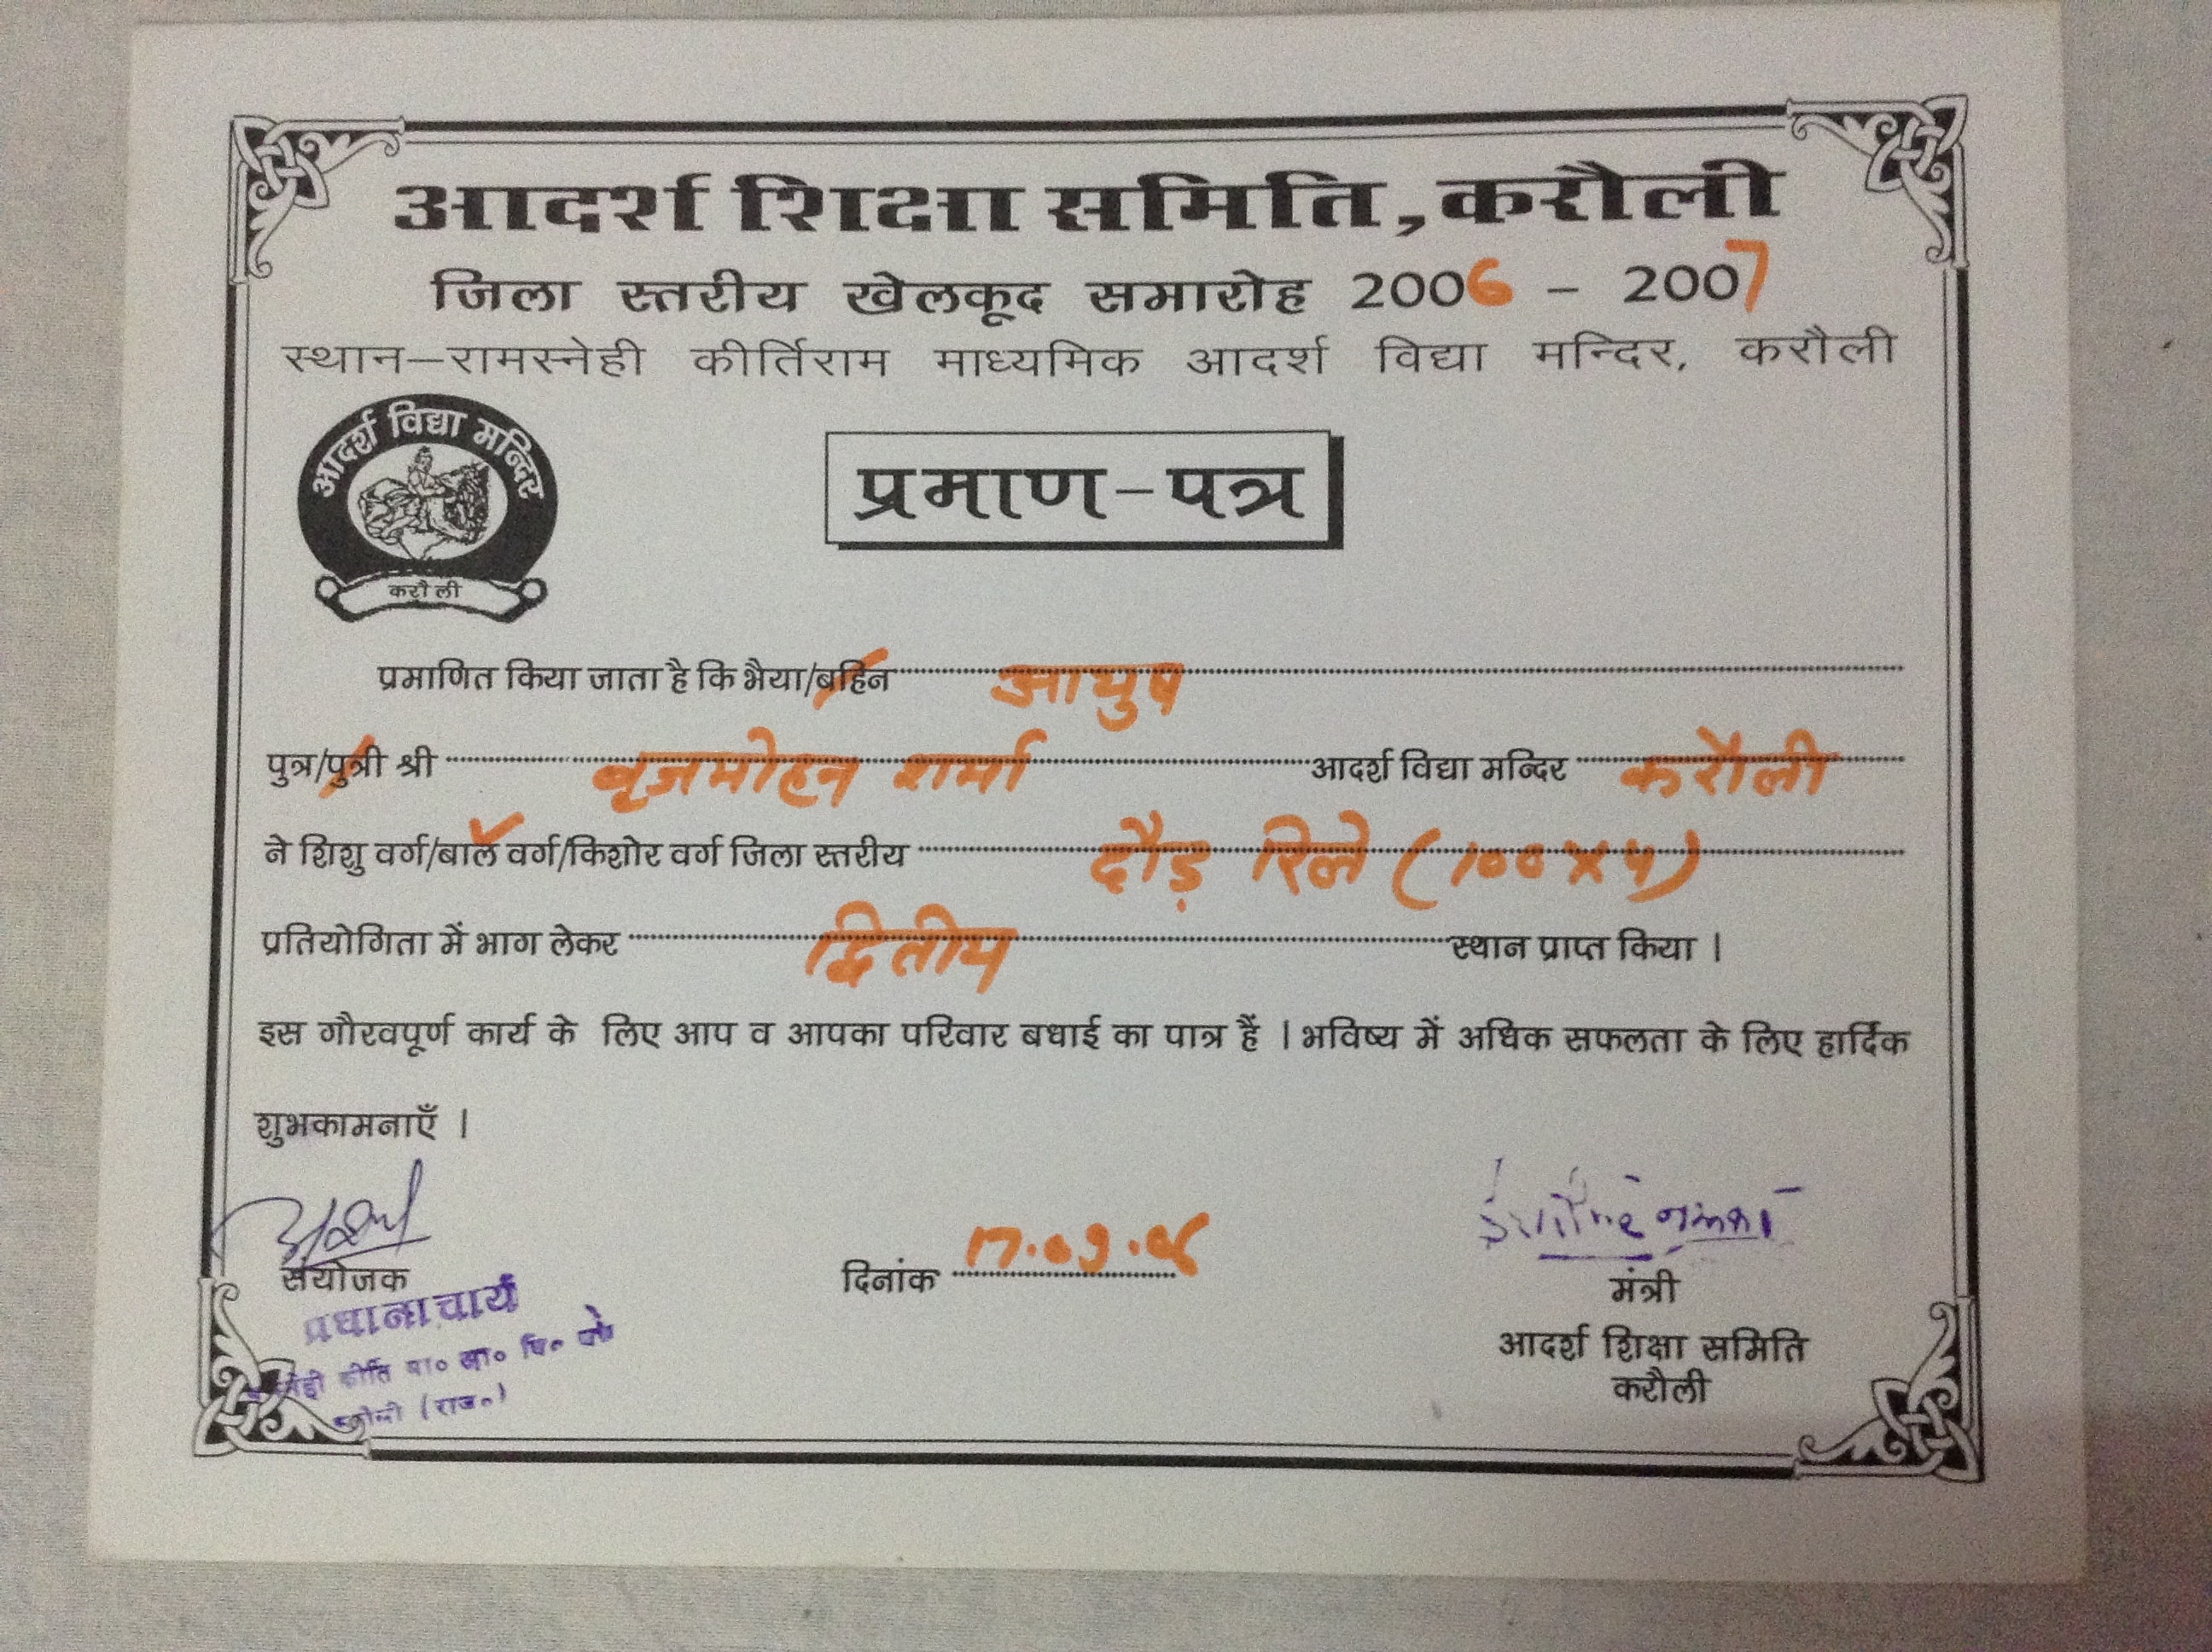 आदर्श शिक्षा समिति, करौली
जिला स्तरीय खेलकूद समारोह 2006 - 2007
स्थान-रामस्नेही कीर्तिराम माध्यमिक आदर्श विद्या मन्दिर, करौली
आदर्श विद्या मन्दिर
करौली
प्रमाण-पत्र
प्रमाणित किया जाता है कि भैया/बहिन आयुष
पुत्र/पुत्री श्री बृजमोहन शर्मा आदर्श विद्या मन्दिर करौली
ने शिशु वर्ग/बाल वर्ग/किशोर वर्ग जिला स्तरीय दौड़ रिले (100 x 4)
प्रतियोगिता में भाग लेकर द्वितीय स्थान प्राप्त किया ।
इस गौरवपूर्ण कार्य के लिए आप व आपका परिवार बधाई का पात्र हैं । भविष्य में अधिक सफलता के लिए हार्दिक
शुभकामनाएँ ।
संयोजक
प्रधानाचार्य
कीर्ति मा० आ० वि०
करौली (राज०)
दिनांक 17.09.06
मंत्री
आदर्श शिक्षा समिति
करौली